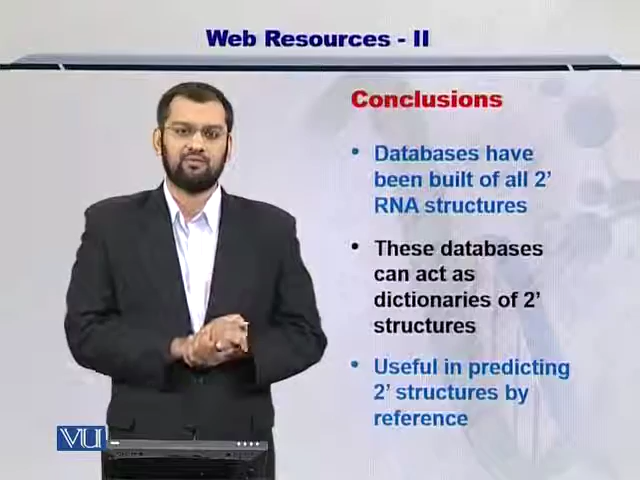 Web Resources - II
Conclusions
• Databases have
been built of all 2'
RNA structures
• These databases
can act as
dictionaries of 2'
structures
• Useful in predicting
2' structures by
reference
VU